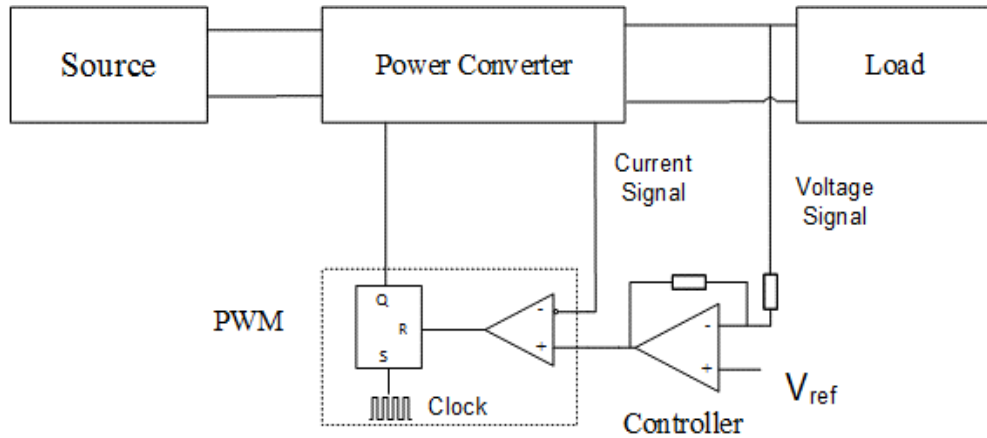 Source
Power Converter
Load
Current
Signal
Voltage
Signal
PWM
Q
R
S
-
+
-
+
Clock
Controller
Vref